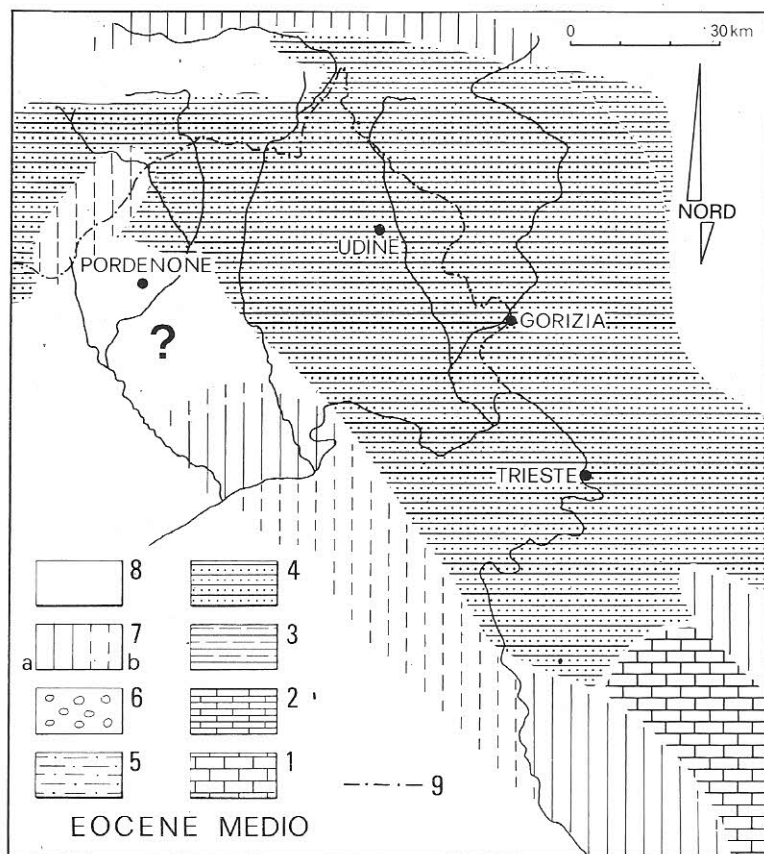 0 30 km
NORD
UDINE
PORDENONE
?
GORIZIA
TRIESTE
8 4
a 7 b 3
6 2
5 1
9
EOCENE MEDIO